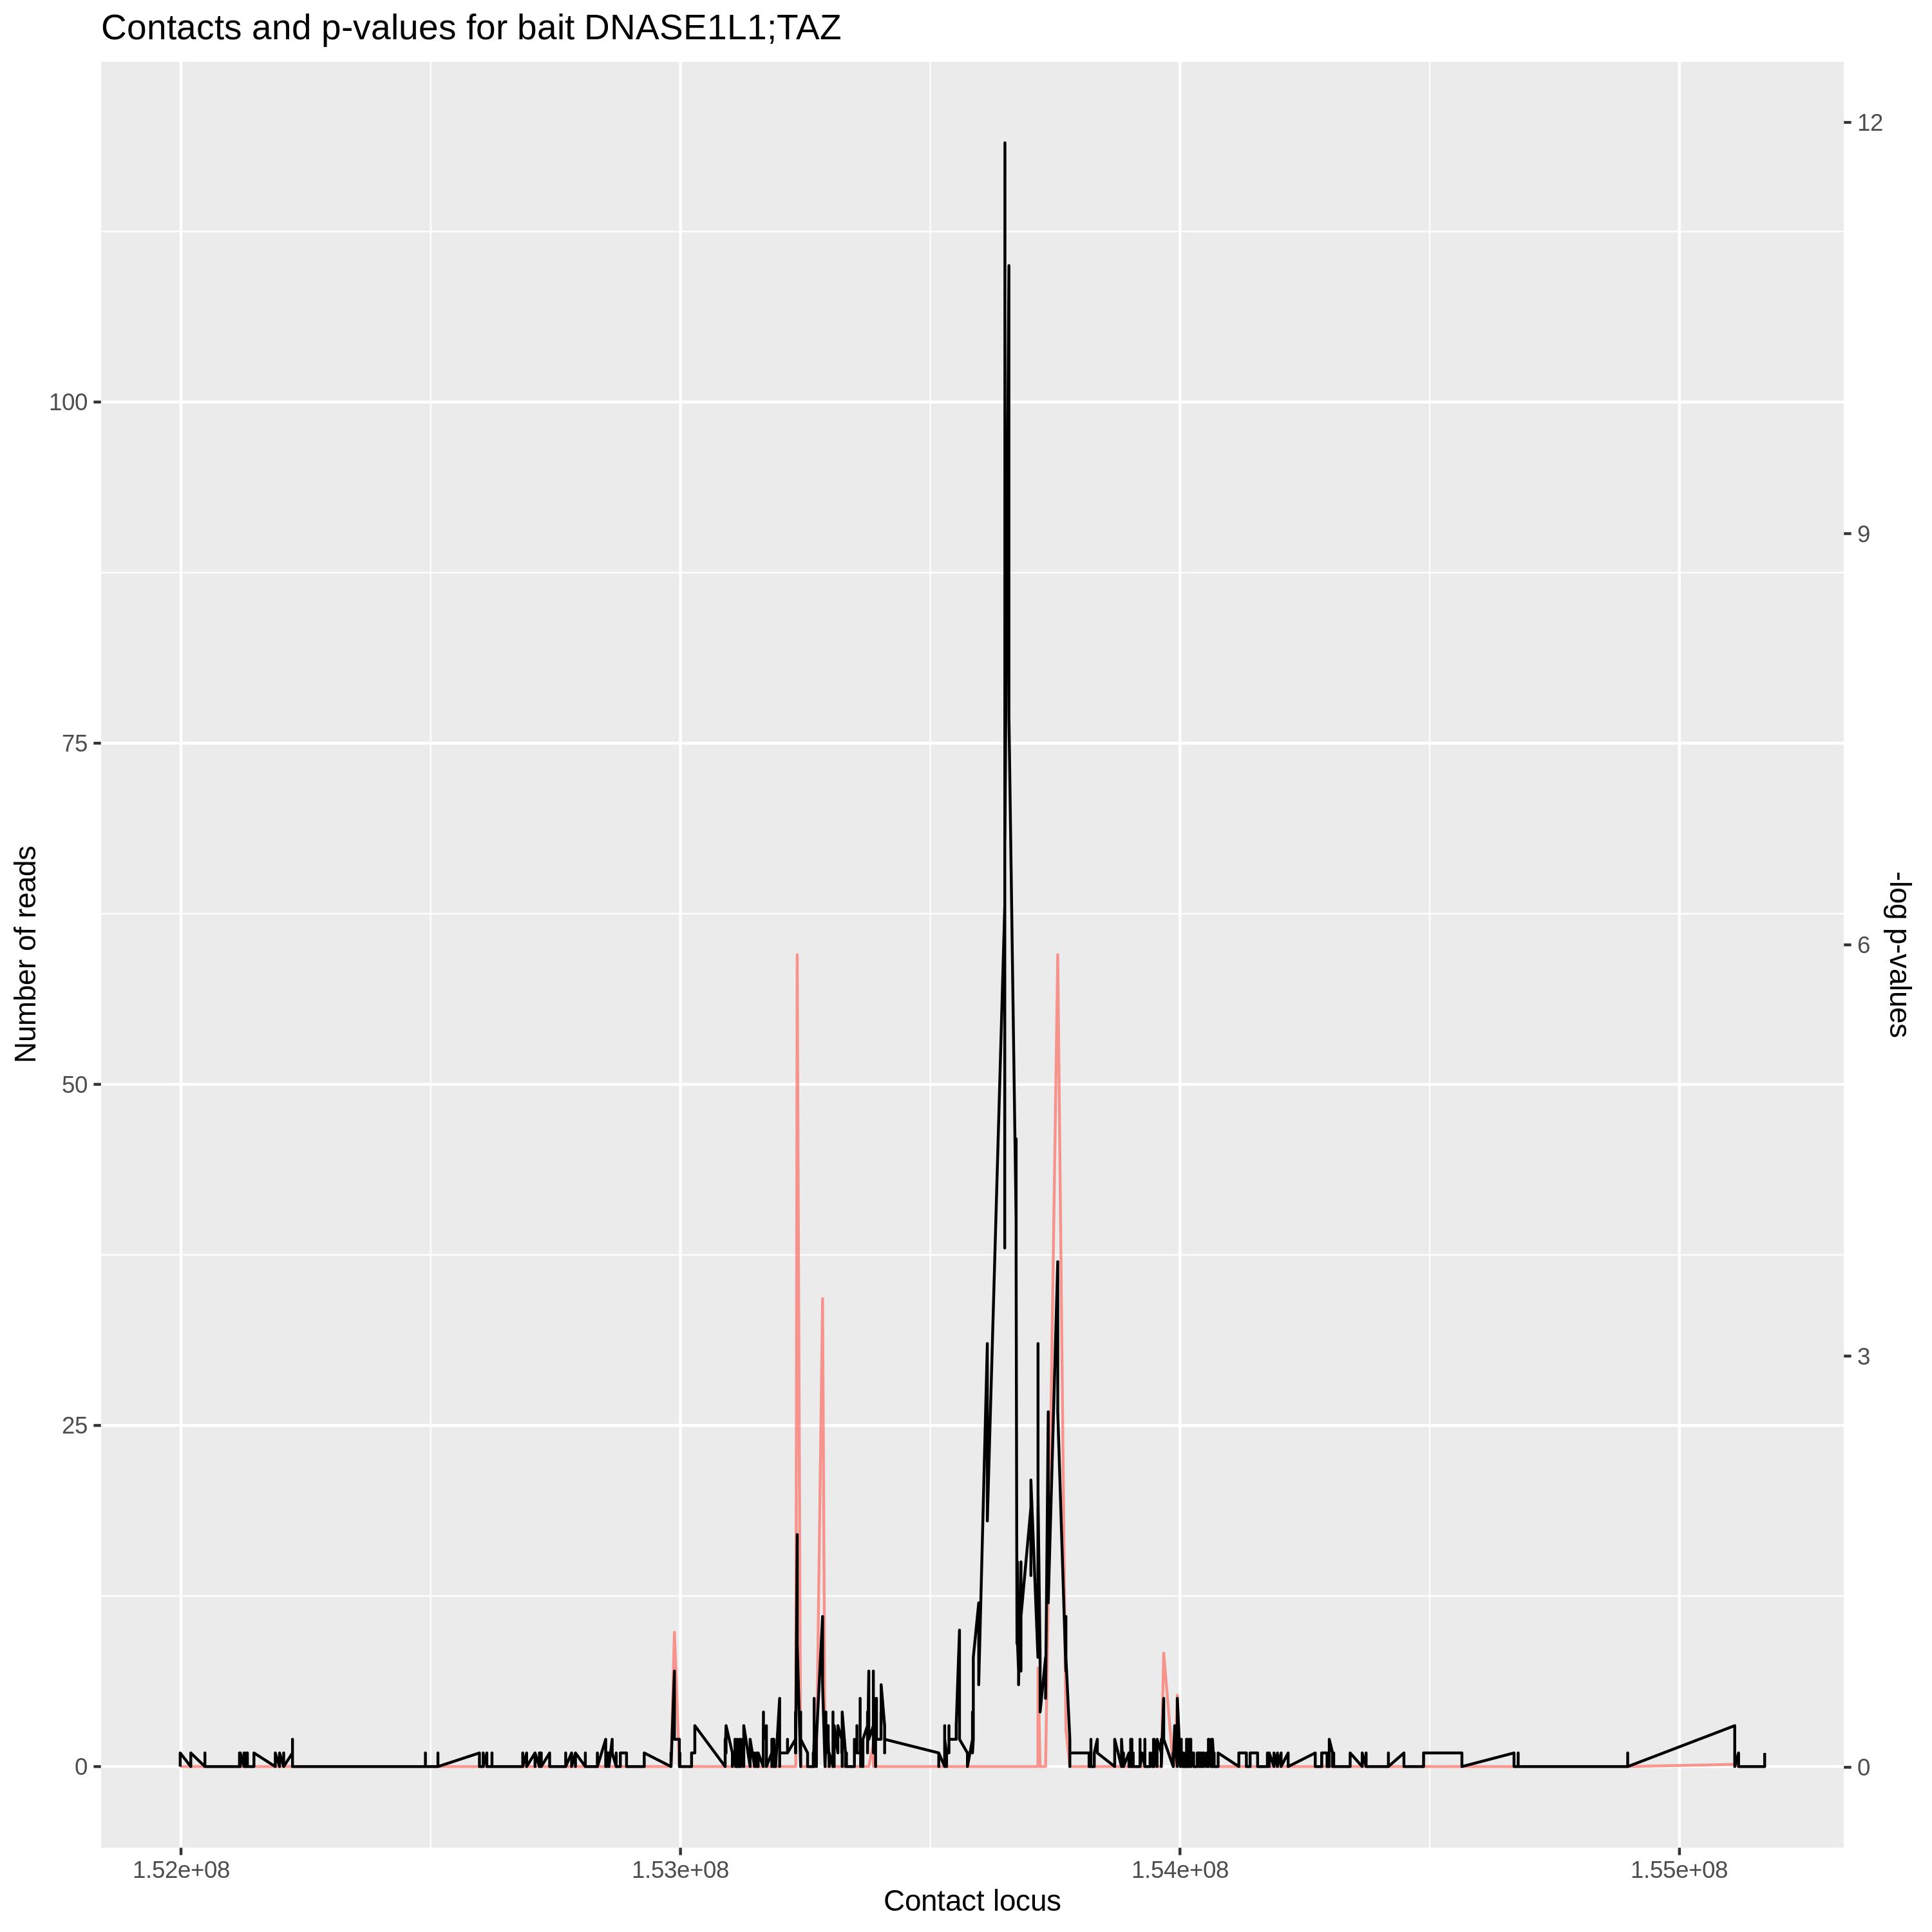 Contacts and p-values for bait DNASE1L1;TAZ
Number of reads
100
75
50
25
0
12
9
6
3
0
-log p-values
1.52e+08
1.53e+08
1.54e+08
1.55e+08
Contact locus